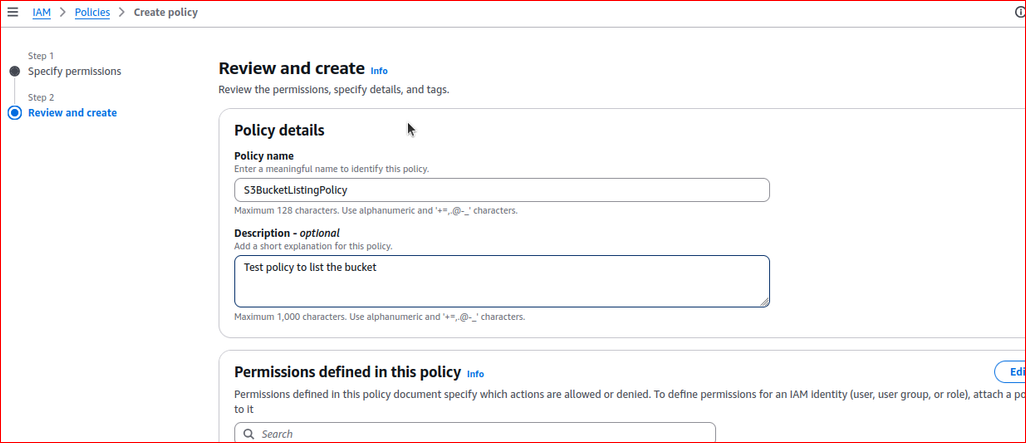 IAM > Policies > Create policy
Step 1
Specify permissions
Step 2
Review and create
Review and create Info
Review the permissions, specify details, and tags.
Policy details
Policy name
Enter a meaningful name to identify this policy.
S3BucketListingPolicy
Maximum 128 characters. Use alphanumeric and '+=,.@-_' characters.
Description - optional
Add a short explanation for this policy.
Test policy to list the bucket
Maximum 1,000 characters. Use alphanumeric and '+=,.@-_' characters.
Permissions defined in this policy Info
Edi
Permissions defined in this policy document specify which actions are allowed or denied. To define permissions for an IAM identity (user, user group, or role), attach a po
to it
Search